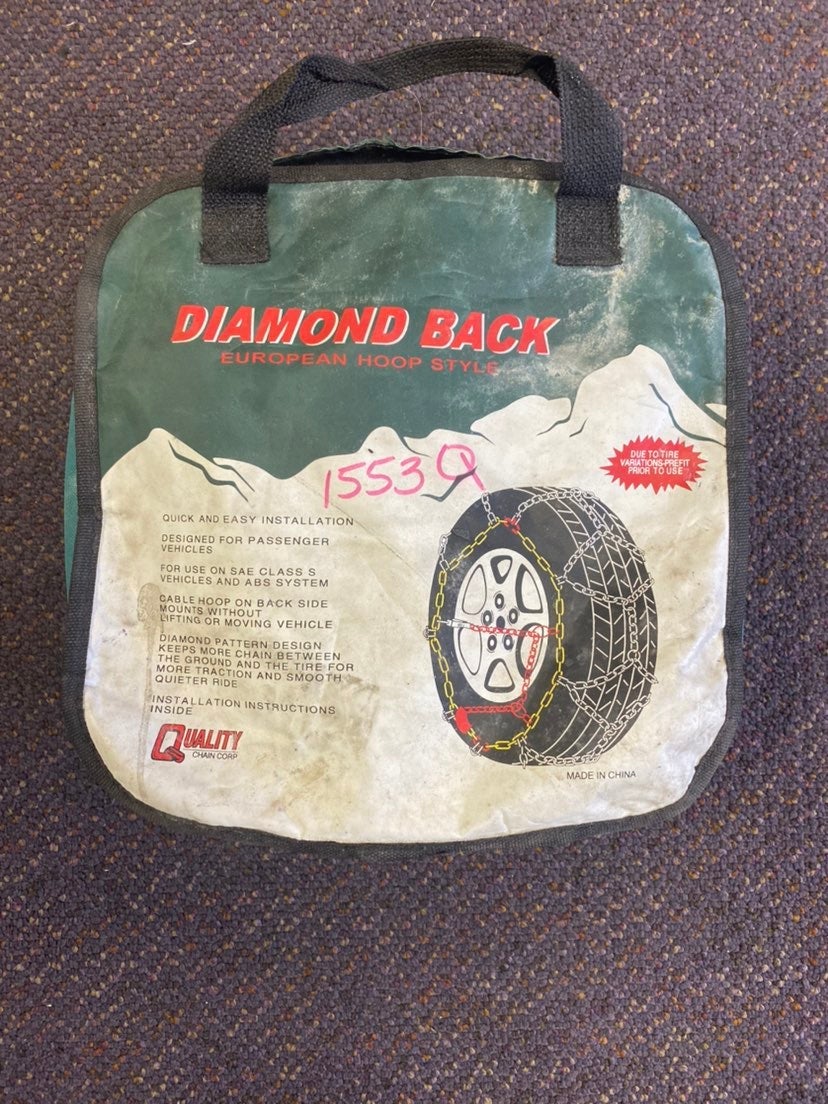 DIAMOND BACK
EUROPEAN HOOP STYLE
DUE TO TIRE
VARIATIONS-PREFIT
PRIOR TO USE
1553Q
QUICK AND EASY INSTALLATION
DESIGNED FOR PASSENGER
VEHICLES
FOR USE ON SAE CLASS S
VEHICLES AND ABS SYSTEM
CABLE HOOP ON BACK SIDE
MOUNTS WITHOUT
LIFTING OR MOVING VEHICLE
DIAMOND PATTERN DESIGN
KEEPS MORE CHAIN BETWEEN
THE GROUND AND THE TIRE FOR
MORE TRACTION AND SMOOTH
QUIETER RIDE
INSTALLATION INSTRUCTIONS
INSIDE
QUALITY
CHAIN CORP
MADE IN CHINA